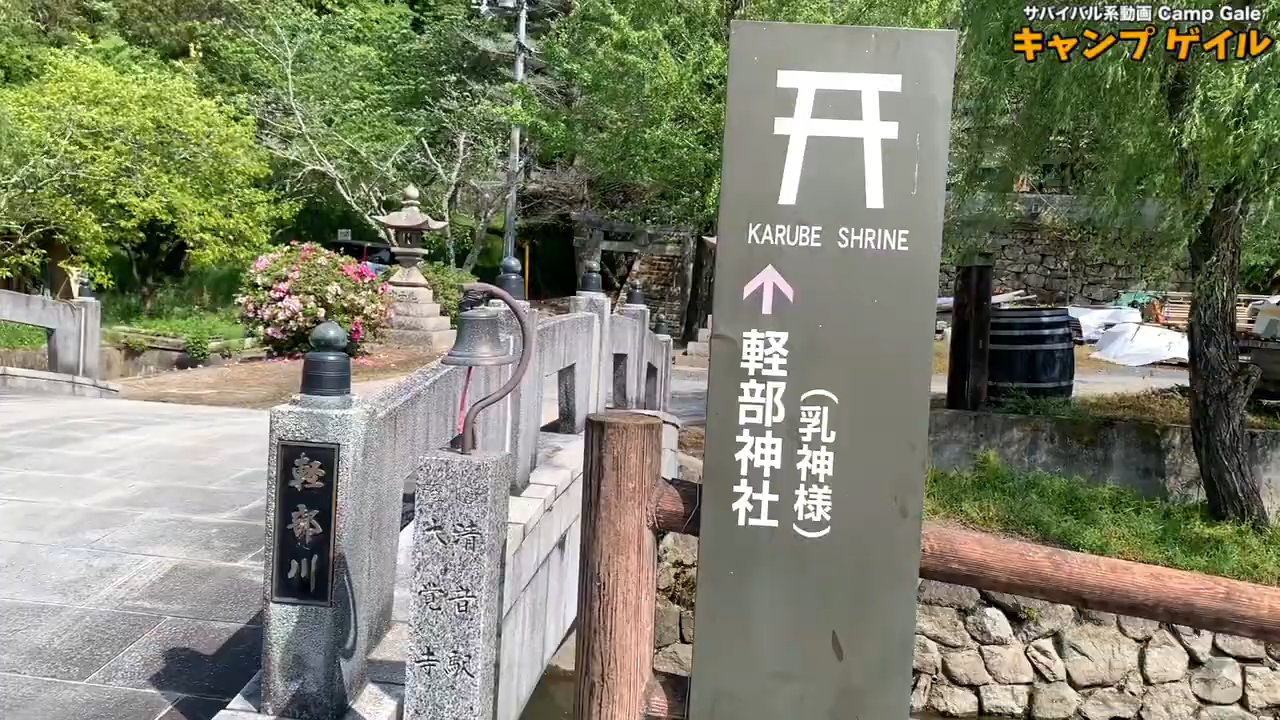 サバイバル系動画 Camp Gale
キャンプ ゲイル
KARUBE SHRINE
軽部神社
(乳神様)
軽部川
清音駅
大覚寺